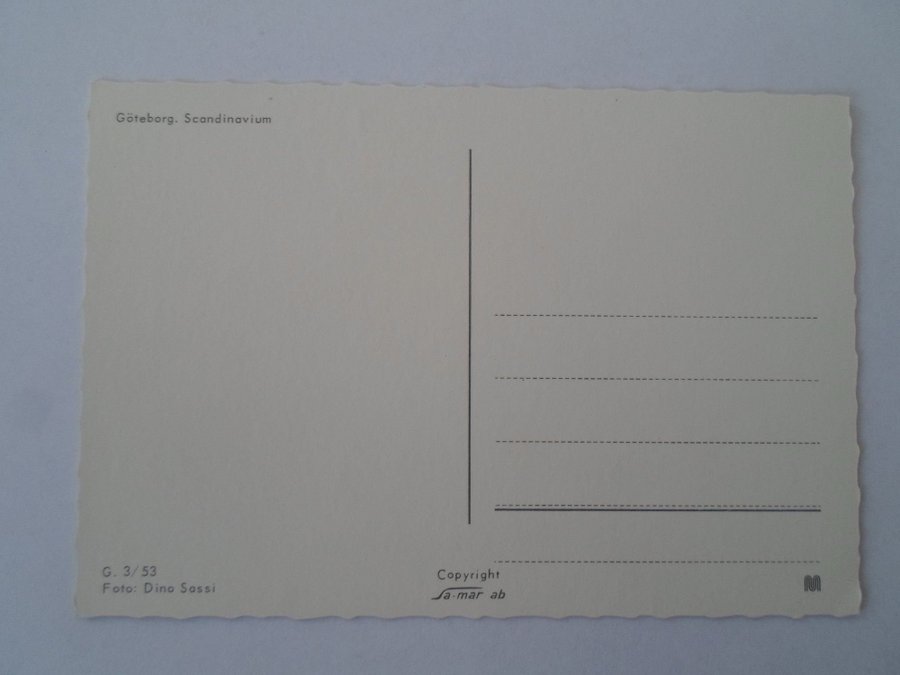 Göteborg. Scandinavium
G. 3/53
Foto: Dino Sassi
Copyright
Sa-mar ab